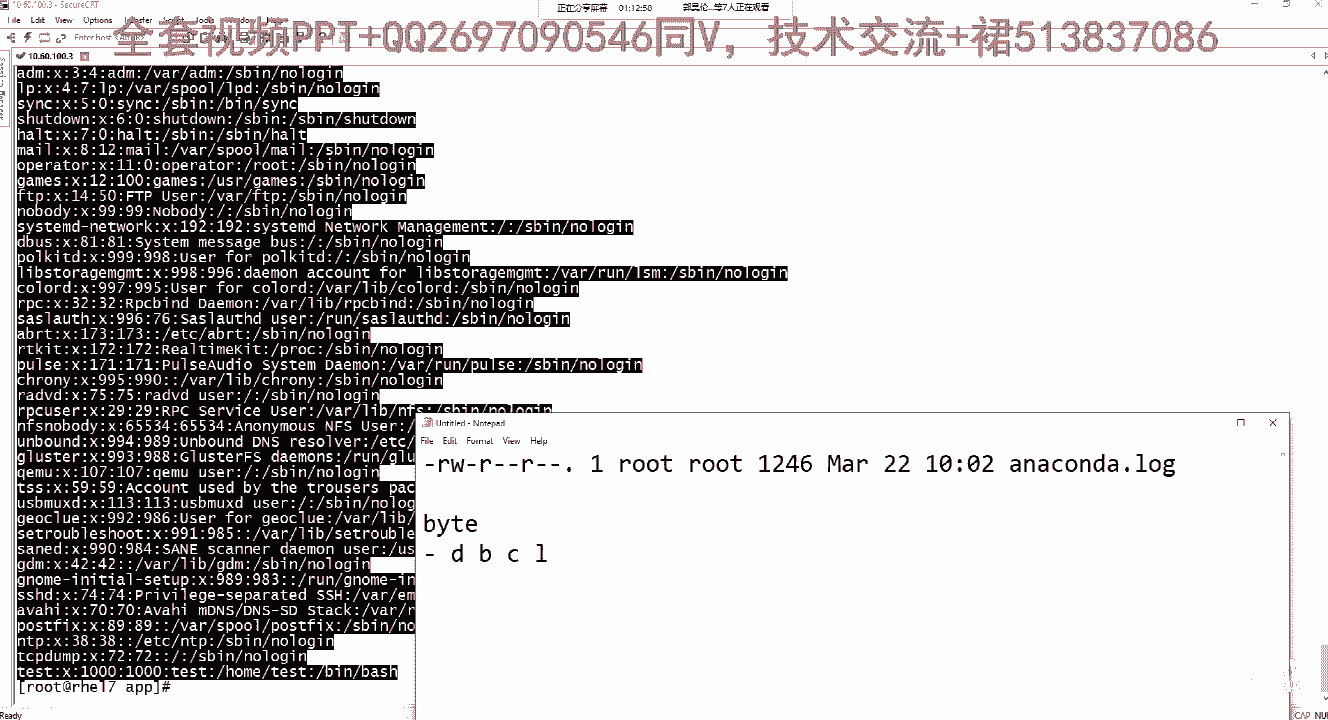 10.60.100.3 - SecureCRT
正在分享屏幕 01:12:58
File Edit View Options Transfer Script Tools Window Help
Enter host
全套视频PPT+QQ2697090546同V，技术交流+裙513837086
10.60.100.3
adm:x:3:4:adm:/var/adm:/sbin/nologin
lp:x:4:7:lp:/var/spool/lpd:/sbin/nologin
sync:x:5:0:sync:/sbin:/bin/sync
shutdown:x:6:0:shutdown:/sbin:/sbin/shutdown
halt:x:7:0:halt:/sbin:/sbin/halt
mail:x:8:12:mail:/var/spool/mail:/sbin/nologin
operator:x:11:0:operator:/root:/sbin/nologin
games:x:12:100:games:/usr/games:/sbin/nologin
ftp:x:14:50:FTP User:/var/ftp:/sbin/nologin
nobody:x:99:99:Nobody:/:/sbin/nologin
systemd-network:x:192:192:systemd Network Management:/:/sbin/nologin
dbus:x:81:81:System message bus:/:/sbin/nologin
polkitd:x:999:998:User for polkitd:/:/sbin/nologin
libstoragemgmt:x:998:996:daemon account for libstoragemgmt:/var/run/lsm:/sbin/nologin
colord:x:997:995:User for colord:/var/lib/colord:/sbin/nologin
rpc:x:32:32:Rpcbind Daemon:/var/lib/rpcbind:/sbin/nologin
saslauth:x:996:76:Saslauthd user:/run/saslauthd:/sbin/nologin
abrt:x:173:173::/etc/abrt:/sbin/nologin
rtkit:x:172:172:RealtimeKit:/proc:/sbin/nologin
pulse:x:171:171:PulseAudio System Daemon:/var/run/pulse:/sbin/nologin
chrony:x:995:990::/var/lib/chrony:/sbin/nologin
radvd:x:75:75:radvd user:/:/sbin/nologin
rpcuser:x:29:29:RPC Service User:/var/lib/nfs:/sbin/nologin
nfsnobody:x:65534:65534:Anonymous NFS User:/
unbound:x:994:989:Unbound DNS resolver:/etc/
gluster:x:993:988:GlusterFS daemons:/run/glu
qemu:x:107:107:qemu user:/:/sbin/nologin
tss:x:59:59:Account used by the trousers pac
usbmuxd:x:113:113:usbmuxd user:/:/sbin/nolog
geoclue:x:992:986:User for geoclue:/var/lib/
setroubleshoot:x:991:985::/var/lib/setrouble
saned:x:990:984:SANE scanner daemon user:/us
gdm:x:42:42::/var/lib/gdm:/sbin/nologin
gnome-initial-setup:x:989:983::/run/gnome-in
sshd:x:74:74:Privilege-separated SSH:/var/em
avahi:x:70:70:Avahi mDNS/DNS-SD Stack:/var/r
postfix:x:89:89::/var/spool/postfix:/sbin/no
ntp:x:38:38::/etc/ntp:/sbin/nologin
tcpdump:x:72:72::/:/sbin/nologin
test:x:1000:1000:test:/home/test:/bin/bash
[root@rhel7 app]#
Untitled - Notepad
File Edit Format View Help
-rw-r--r--. 1 root root 1246 Mar 22 10:02 anaconda.log
byte
- d b c l
Ready
CAP NU